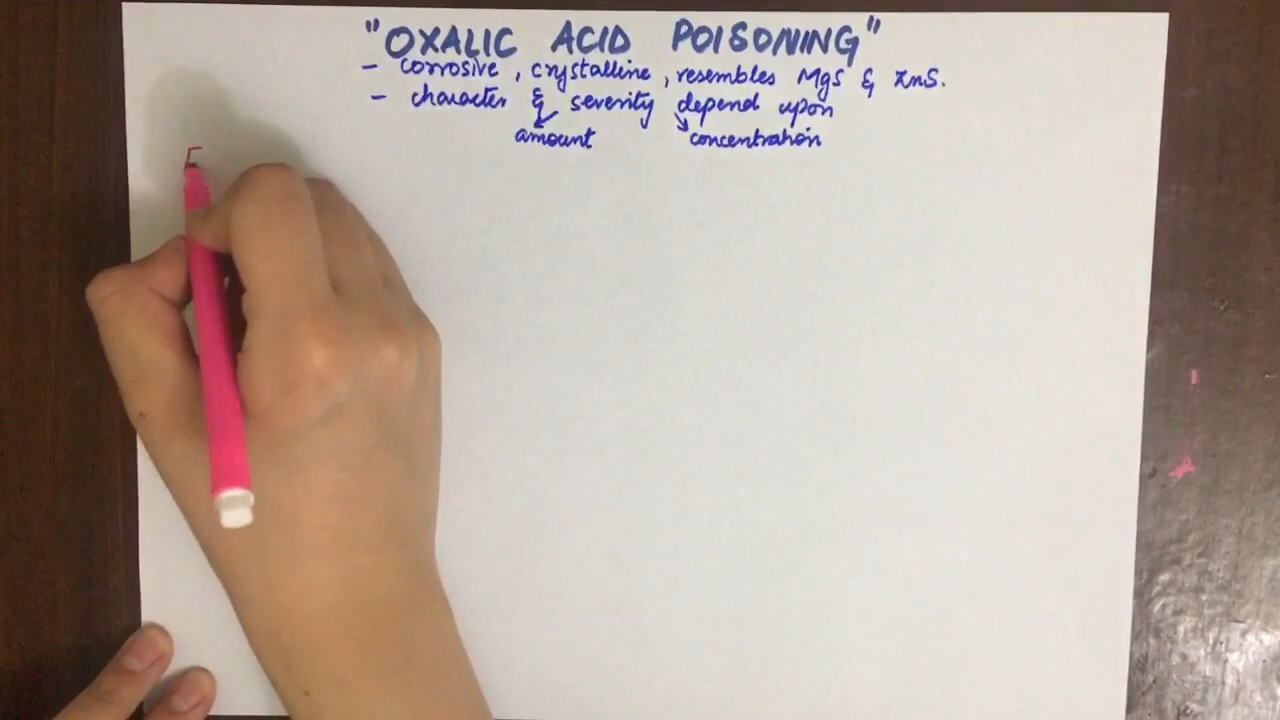 "OXALIC ACID POISONING"
- corrosive, crystalline, resembles MgS & ZnS.
- character & severity depend upon
amount concentration